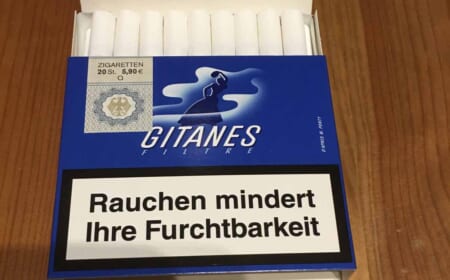 ZIGARETTEN
20 St. 5,90 €
Q
GITANES
FILTRE
Rauchen mindert
Ihre Furchtbarkeit